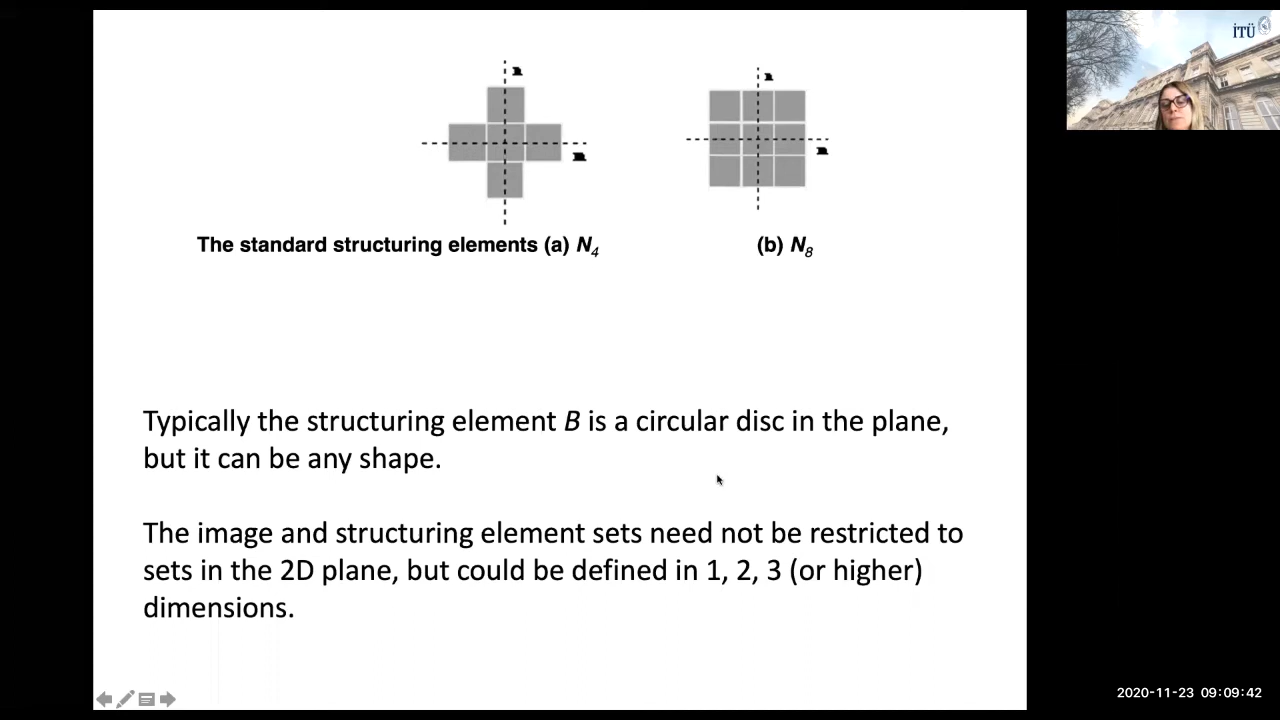 n
m
n
m
The standard structuring elements (a) N4
(b) N8
Typically the structuring element B is a circular disc in the plane,
but it can be any shape.
The image and structuring element sets need not be restricted to
sets in the 2D plane, but could be defined in 1, 2, 3 (or higher)
dimensions.
İTÜ
2020-11-23 09:09:42